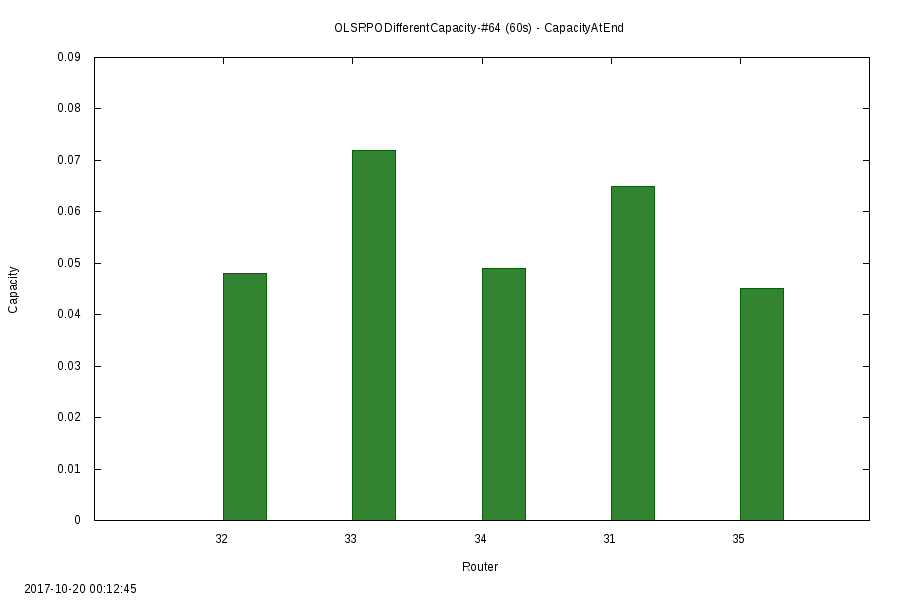 OLSRPODifferentCapacity-#64 (60s) - CapacityAtEnd
0.09
0.08
0.07
0.06
0.05
0.04
0.03
0.02
0.01
0
Capacity
32 33 34 31 35
Router
2017-10-20 00:12:45